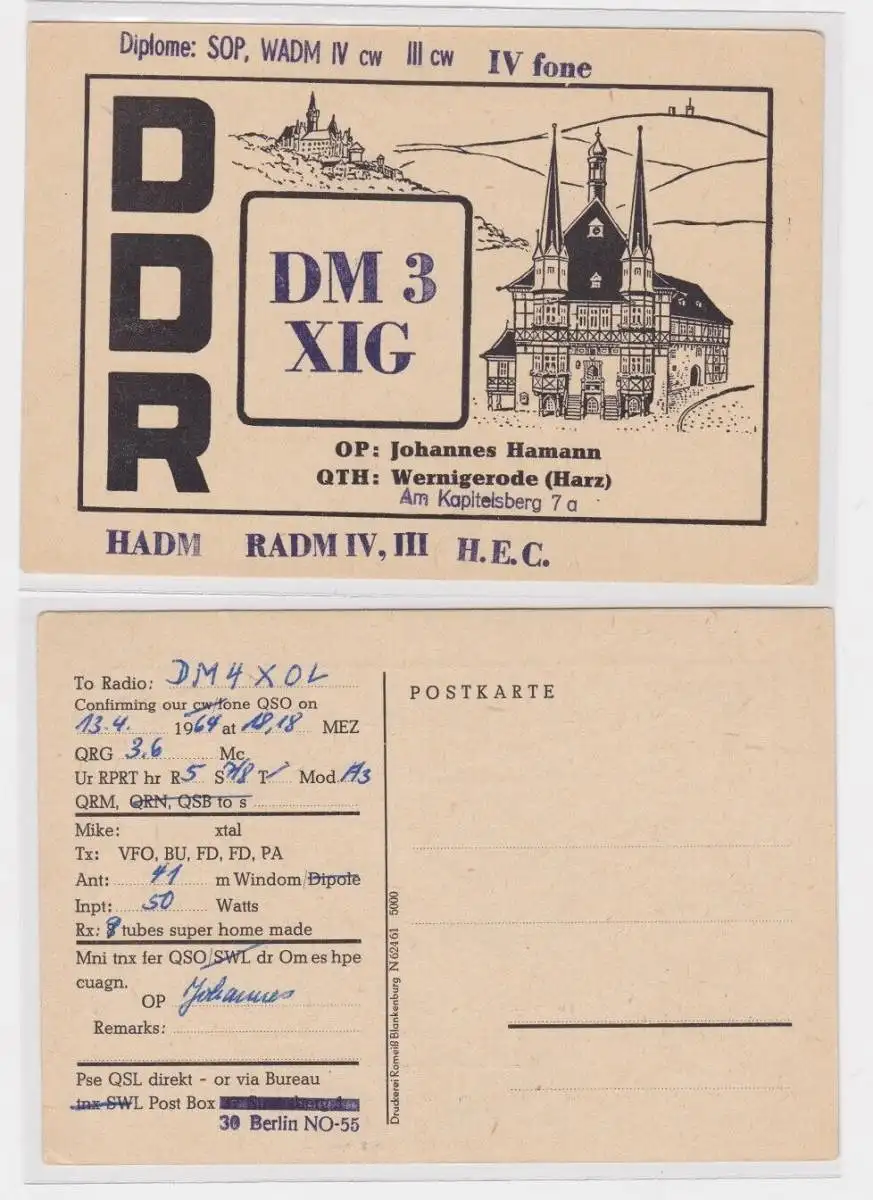 Diplome: SOP, WADM IV cw III cw IV fone
DDR
DM 3
XIG
OP: Johannes Hamann
QTH: Wernigerode (Harz)
Am Kapitelsberg 7 a
HADM RADM IV, III H.E.C.
To Radio: DM4XOL
Confirming our cw/fone QSO on
13.4. 1964 at 18,18 MEZ
QRG 3.6 Mc
Ur RPRT hr R5 S7/8 T Mod A3
QRM, QRN, QSB to s
Mike: xtal
Tx: VFO, BU, FD, FD, PA
Ant: 41 m Windom/Dipole
Inpt: 50 Watts
Rx: 8 tubes super home made
Mni tnx fer QSO/SWL dr Om es hpe
cuagn.
OP Johannes
Remarks:
Pse QSL direkt - or via Bureau
tnx SWL Post Box
30 Berlin NO-55
POSTKARTE
Druckerei Rameiß Blankenburg N 624 61 5000